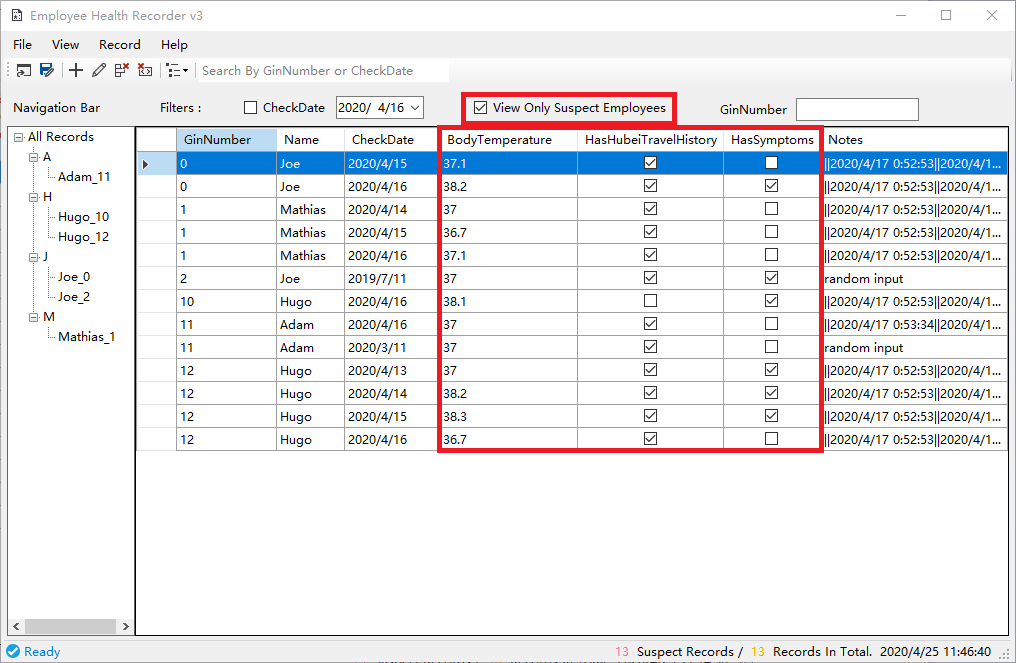 Employee Health Recorder v3
File View Record Help
Search By GinNumber or CheckDate
Navigation Bar Filters : CheckDate 2020/ 4/16 View Only Suspect Employees GinNumber
All Records
A
Adam_11
H
Hugo_10
Hugo_12
J
Joe_0
Joe_2
M
Mathias_1
GinNumber Name CheckDate BodyTemperature HasHubeiTravelHistory HasSymptoms Notes
0 Joe 2020/4/15 37.1 ||2020/4/17 0:52:53||2020/4/1...
0 Joe 2020/4/16 38.2 ||2020/4/17 0:52:53||2020/4/1...
1 Mathias 2020/4/14 37 ||2020/4/17 0:52:53||2020/4/1...
1 Mathias 2020/4/15 36.7 ||2020/4/17 0:52:53||2020/4/1...
1 Mathias 2020/4/16 37.1 ||2020/4/17 0:52:53||2020/4/1...
2 Joe 2019/7/11 37 random input
10 Hugo 2020/4/16 38.1 ||2020/4/17 0:52:53||2020/4/1...
11 Adam 2020/4/16 37 ||2020/4/17 0:53:34||2020/4/1...
11 Adam 2020/3/11 37 random input
12 Hugo 2020/4/13 37 ||2020/4/17 0:52:53||2020/4/1...
12 Hugo 2020/4/14 38.2 ||2020/4/17 0:52:53||2020/4/1...
12 Hugo 2020/4/15 38.3 ||2020/4/17 0:52:53||2020/4/1...
12 Hugo 2020/4/16 36.7 ||2020/4/17 0:52:53||2020/4/1...
Ready 13 Suspect Records / 13 Records In Total. 2020/4/25 11:46:40